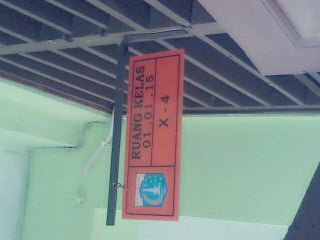 RUANG KELAS
01 .01 .15
X - 4